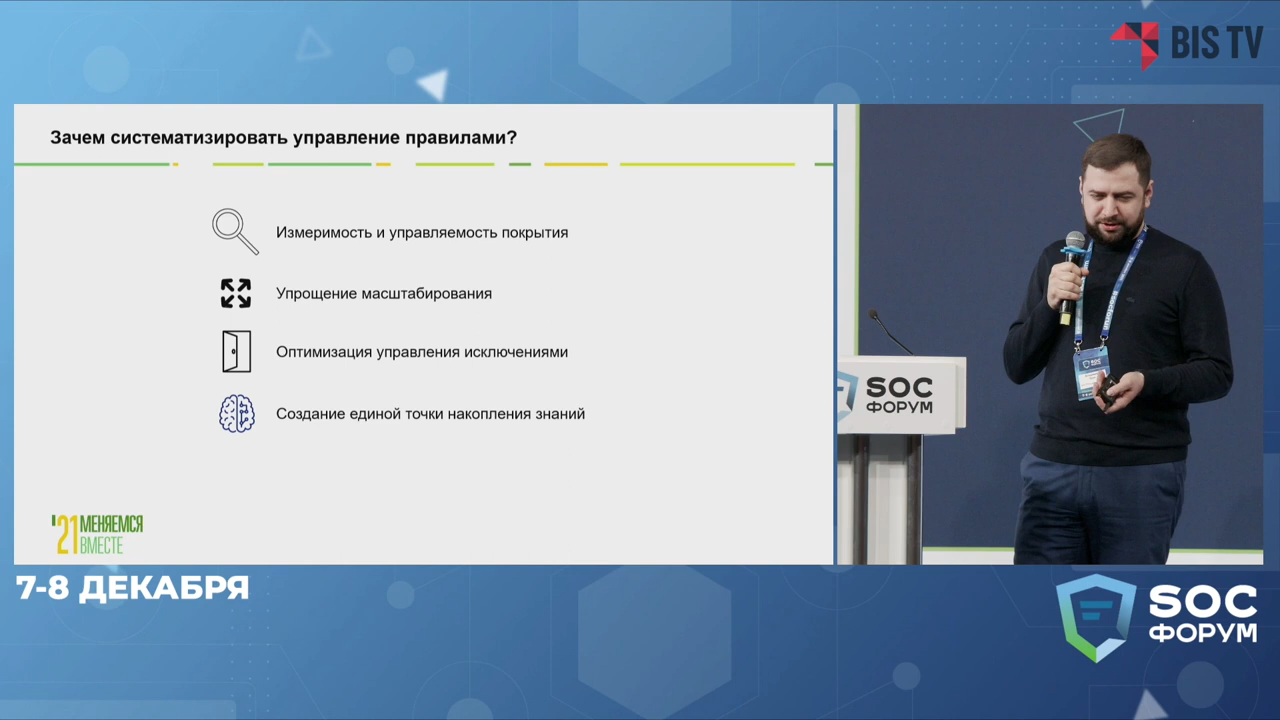 BIS TV
Зачем систематизировать управление правилами?
Измеримость и управляемость покрытия
Упрощение масштабирования
Оптимизация управления исключениями
Создание единой точки накопления знаний
'21 МЕНЯЕМСЯ
ВМЕСТЕ
SOC
ФОРУМ
7-8 ДЕКАБРЯ
SOC
ФОРУМ